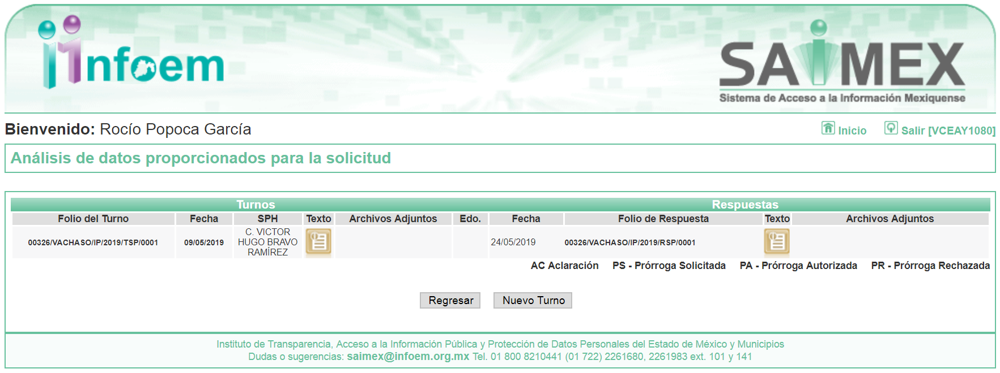 infoem
SAiMEX
Sistema de Acceso a la Información Mexiquense
Bienvenido: Rocío Popoca García
Inicio Salir [VCEAY1080]
Análisis de datos proporcionados para la solicitud
Turnos Respuestas
Folio del Turno Fecha SPH Texto Archivos Adjuntos Edo. Fecha Folio de Respuesta Texto Archivos Adjuntos
00326/VACHASO/IP/2019/TSP/0001 09/05/2019 C. VICTOR HUGO BRAVO RAMÍREZ 24/05/2019 00326/VACHASO/IP/2019/RSP/0001
AC Aclaración PS - Prórroga Solicitada PA - Prórroga Autorizada PR - Prórroga Rechazada
Regresar Nuevo Turno
Instituto de Transparencia, Acceso a la Información Pública y Protección de Datos Personales del Estado de México y Municipios
Dudas o sugerencias: saimex@infoem.org.mx Tel. 01 800 8210441 (01 722) 2261680, 2261983 ext. 101 y 141